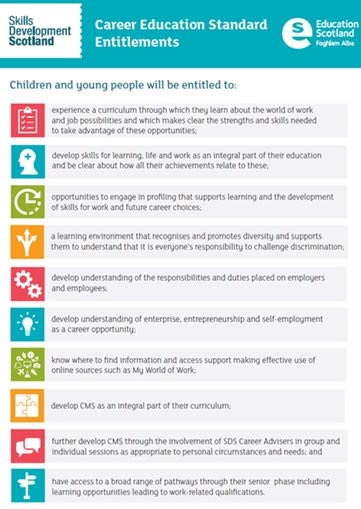 Skills
Development
Scotland
Career Education Standard
Entitlements
Education
Scotland
Foghlam Alba
Children and young people will be entitled to:
experience a curriculum through which they learn about the world of work
and job possibilities and which makes clear the strengths and skills needed
to take advantage of these opportunities;
develop skills for learning, life and work as an integral part of their education
and be clear about how all their achievements relate to these;
opportunities to engage in profiling that supports learning and the development
of skills for work and future career choices;
a learning environment that recognises and promotes diversity and supports
them to understand that it is everyone's responsibility to challenge discrimination;
develop understanding of the responsibilities and duties placed on employers
and employees;
develop understanding of enterprise, entrepreneurship and self-employment
as a career opportunity;
know where to find information and access support making effective use of
online sources such as My World of Work;
develop CMS as an integral part of their curriculum;
further develop CMS through the involvement of SDS Career Advisers in group and
individual sessions as appropriate to personal circumstances and needs; and
have access to a broad range of pathways through their senior phase including
learning opportunities leading to work-related qualifications.